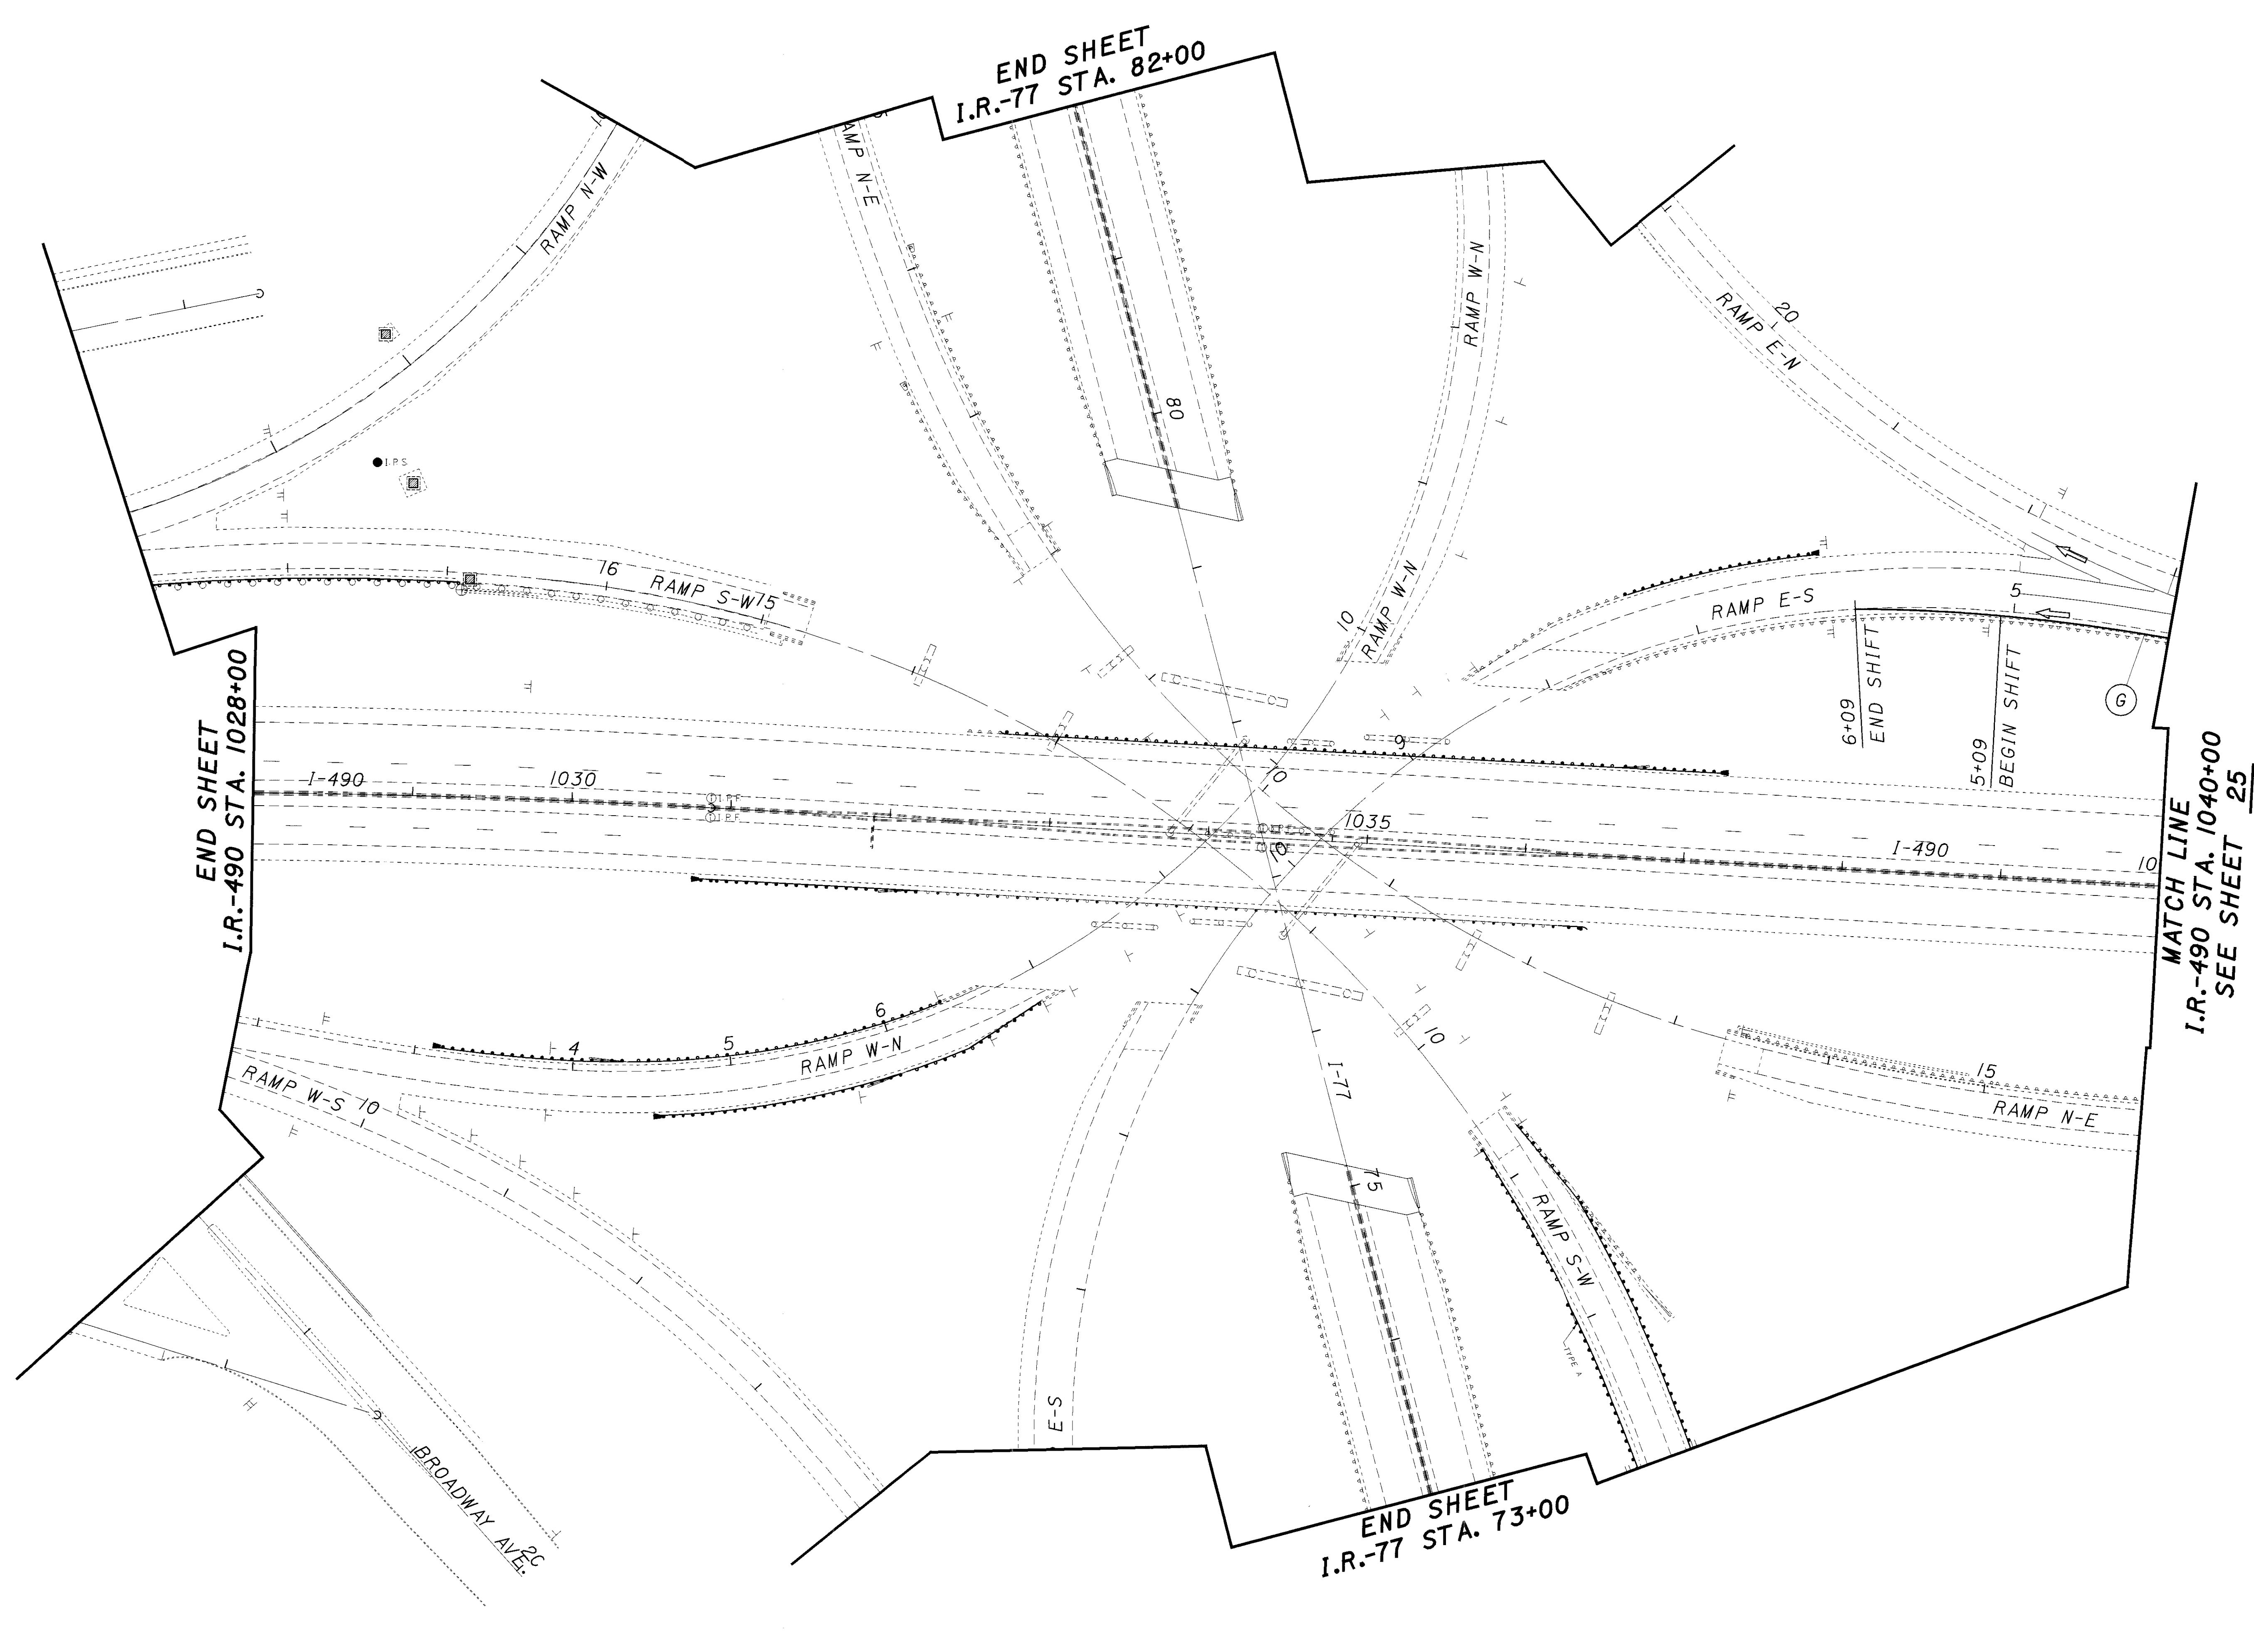 END SHEET
I.R.-77 STA. 82+00
RAMP N-W
AMP N-E
RAMP W-N
RAMP E-N
20
80
I.P.S
16
RAMP S-W
75
10
RAMP W-N
RAMP E-S
5
6+09
END SHIFT
5+09
BEGIN SHIFT
G
END SHEET
I.R.-490 STA. 1028+00
I-490
1030
I.P.F
I.P.F
9
10
1035
10
I-490
10
MATCH LINE
I.R.-490 STA. 1040+00
SEE SHEET 25
4
5
6
RAMP W-N
RAMP W-S
10
I-77
10
15
RAMP N-E
75
RAMP S-W
TYPE A
E-S
BROADWAY AVE.
END SHEET
I.R.-77 STA. 73+00